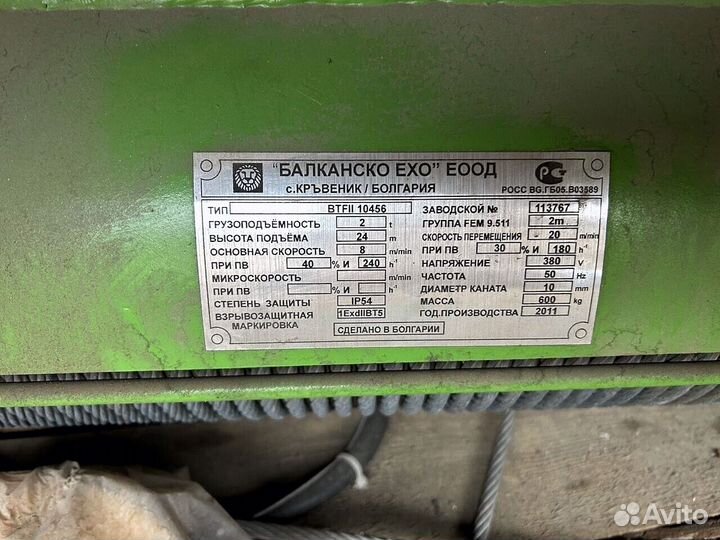 "БАЛКАНСКО ЕХО" ЕООД
с.КРЪВЕНИК / БОЛГАРИЯ
РОСС BG.ГБ05.В03589
ТИП BTFII 10456
ГРУЗОПОДЪЁМНОСТЬ 2 t
ВЫСОТА ПОДЪЁМА 24 m
ОСНОВНАЯ СКОРОСТЬ 8 m/min
ПРИ ПВ 40 % И 240 h⁻¹
МИКРОСКОРОСТЬ m/min
ПРИ ПВ - % И - h⁻¹
СТЕПЕНЬ ЗАЩИТЫ IP54
ВЗРЫВОЗАЩИТНАЯ МАРКИРОВКА 1ExdIIBT5
ЗАВОДСКОЙ № 113767
ГРУППА FEM 9.511 2m
СКОРОСТЬ ПЕРЕМЕЩЕНИЯ - 20 m/min
ПРИ ПВ 30 % И 180 h⁻¹
НАПРЯЖЕНИЕ 380 V
ЧАСТОТА 50 Hz
ДИАМЕТР КАНАТА 10 mm
МАССА 600 kg
ГОД.ПРОИЗВОДСТВА 2011
СДЕЛАНО В БОЛГАРИИ
Avito